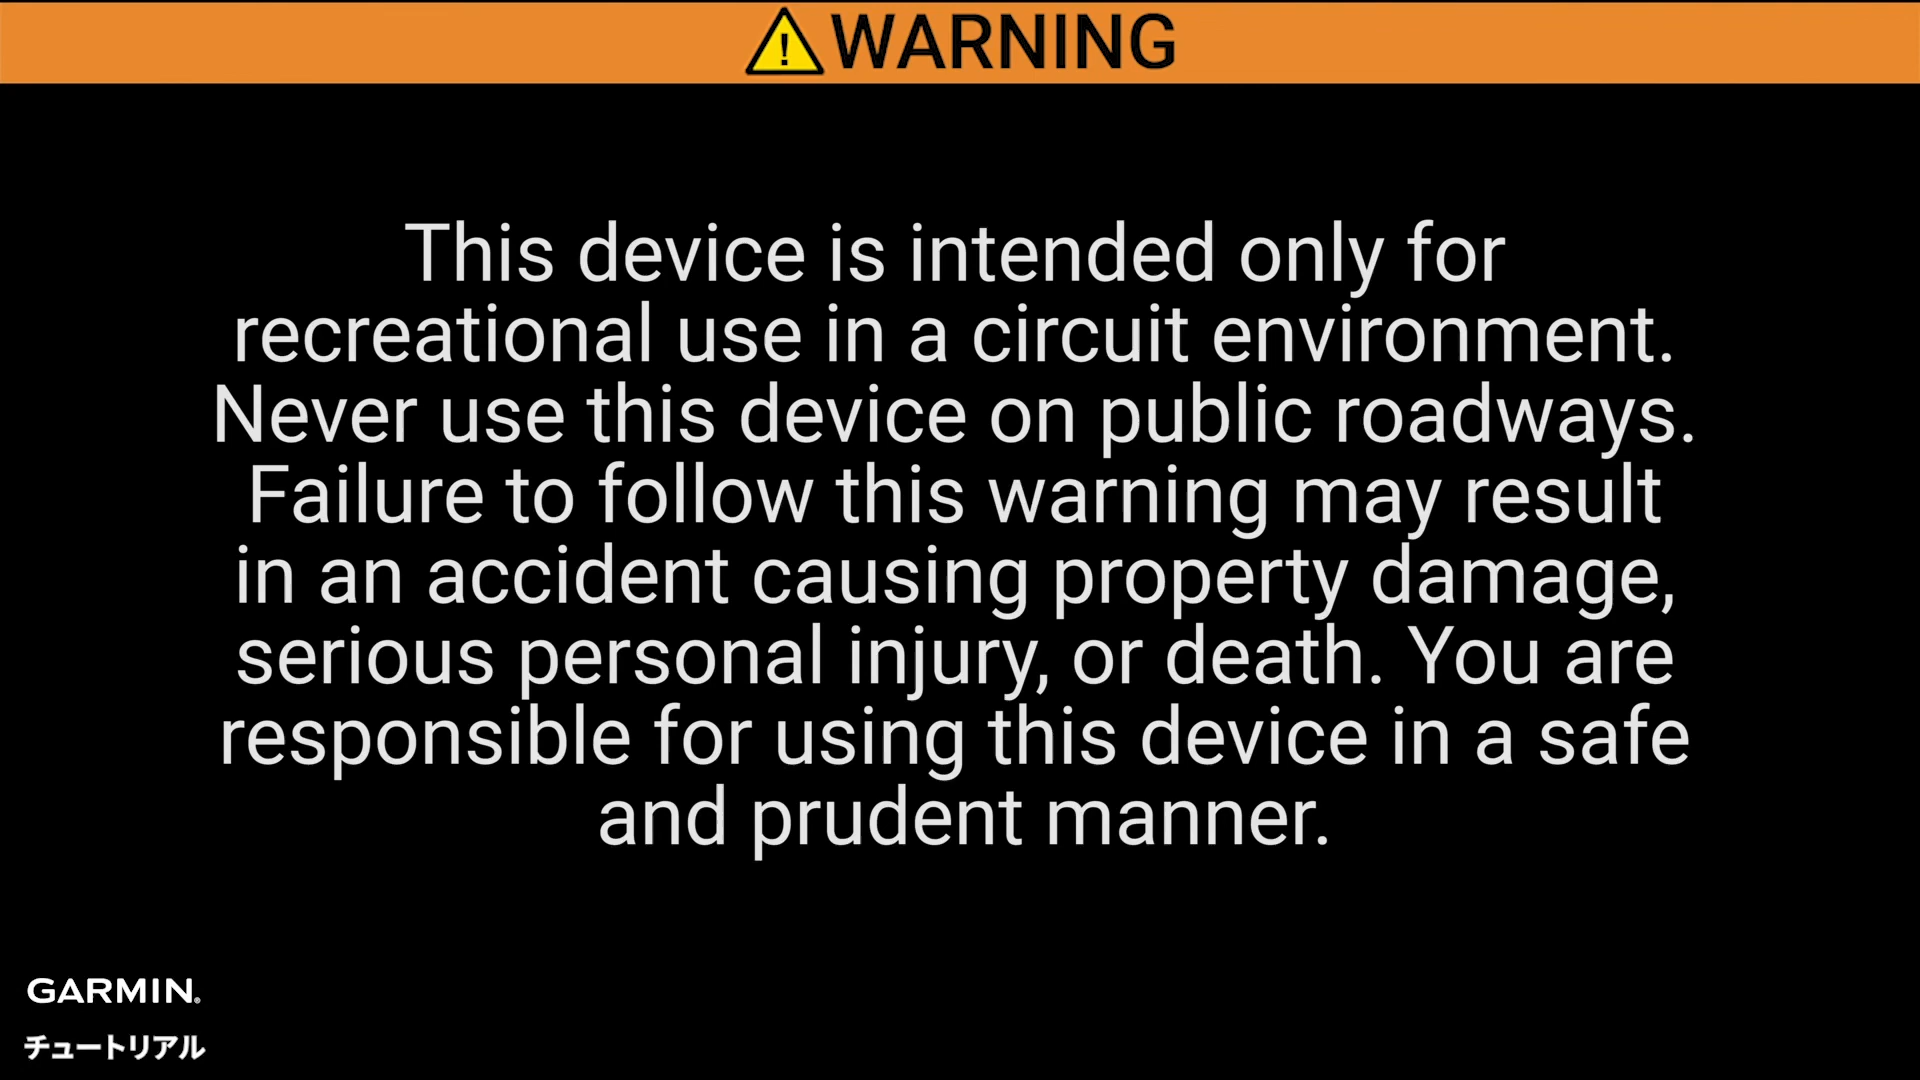 WARNING
This device is intended only for
recreational use in a circuit environment.
Never use this device on public roadways.
Failure to follow this warning may result
in an accident causing property damage,
serious personal injury, or death. You are
responsible for using this device in a safe
and prudent manner.
GARMIN®
チュートリアル